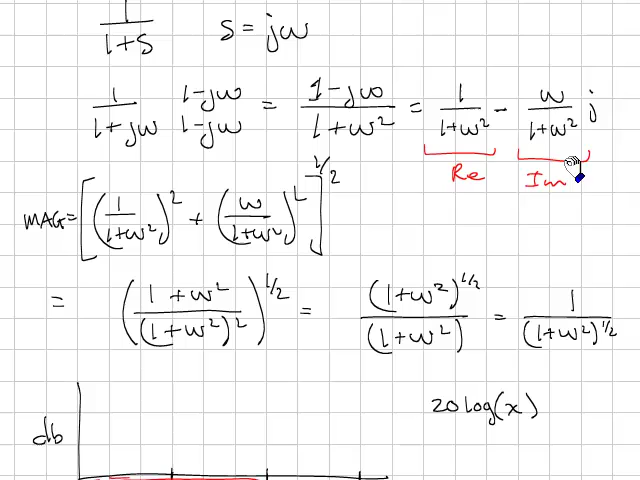 1/(1+S) S = jω
1/(1+jω) (1-jω)/(1-jω) = (1-jω)/(1+ω²) = 1/(1+ω²) - ω/(1+ω²) j
Re Im
MAG = [(1/(1+ω²))² + (ω/(1+ω²))²]^1/2
= ((1+ω²)/(1+ω²)²)^1/2 = (1+ω²)^1/2/(1+ω²) = 1/(1+ω²)^1/2
20 log(x)
db